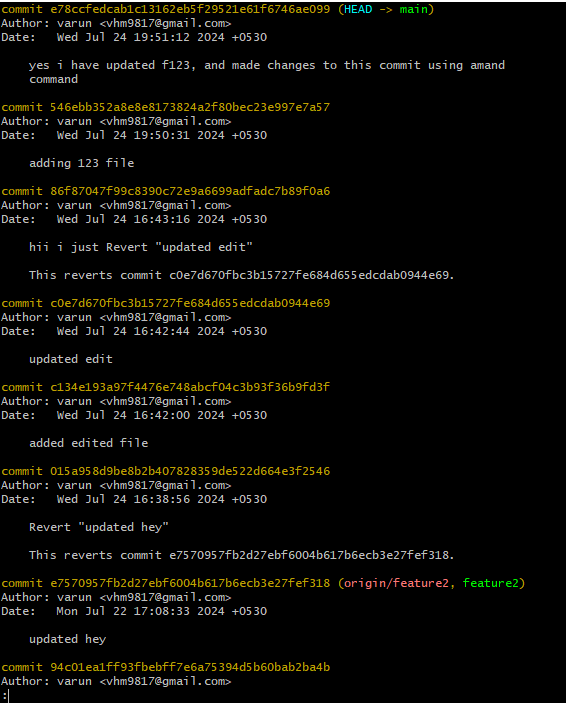 commit e78ccfedcab1c13162eb5f29521e61f6746ae099 (HEAD -> main)
Author: varun <vhm9817@gmail.com>
Date:   Wed Jul 24 19:51:12 2024 +0530
    yes i have updated f123, and made changes to this commit using amand
    command
commit 546ebb352a8e8e8173824a2f80bec23e997e7a57
Author: varun <vhm9817@gmail.com>
Date:   Wed Jul 24 19:50:31 2024 +0530
    adding 123 file
commit 86f87047f99c8390c72e9a6699adfadc7b89f0a6
Author: varun <vhm9817@gmail.com>
Date:   Wed Jul 24 16:43:16 2024 +0530
    hii i just Revert "updated edit"
    This reverts commit c0e7d670fbc3b15727fe684d655edcdab0944e69.
commit c0e7d670fbc3b15727fe684d655edcdab0944e69
Author: varun <vhm9817@gmail.com>
Date:   Wed Jul 24 16:42:44 2024 +0530
    updated edit
commit c134e193a97f4476e748abcf04c3b93f36b9fd3f
Author: varun <vhm9817@gmail.com>
Date:   Wed Jul 24 16:42:00 2024 +0530
    added edited file
commit 015a958d9be8b2b407828359de522d664e3f2546
Author: varun <vhm9817@gmail.com>
Date:   Wed Jul 24 16:38:56 2024 +0530
    Revert "updated hey"
    This reverts commit e7570957fb2d27ebf6004b617b6ecb3e27fef318.
commit e7570957fb2d27ebf6004b617b6ecb3e27fef318 (origin/feature2, feature2)
Author: varun <vhm9817@gmail.com>
Date:   Mon Jul 22 17:08:33 2024 +0530
    updated hey
commit 94c01ea1ff93fbebff7e6a75394d5b60bab2ba4b
Author: varun <vhm9817@gmail.com>
: